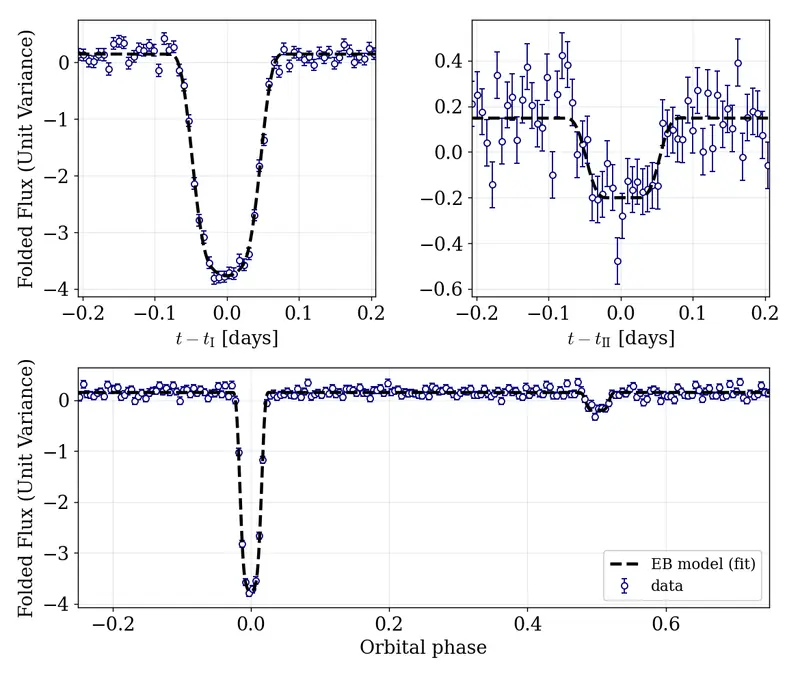 Folded Flux (Unit Variance)
0
−1
−2
−3
−4
−0.2 −0.1 0.0 0.1 0.2
t − tI [days]
0.4
0.2
0.0
−0.2
−0.4
−0.6
−0.2 −0.1 0.0 0.1 0.2
t − tII [days]
Folded Flux (Unit Variance)
0
−1
−2
−3
−4
EB model (fit)
data
−0.2 0.0 0.2 0.4 0.6
Orbital phase